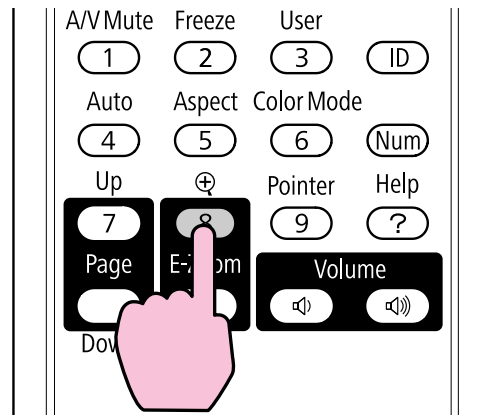 A/V Mute Freeze User
1 2 3 ID
Auto Aspect Color Mode
4 5 6 Num
Up Pointer Help
7 8 9 ?
Page Volume